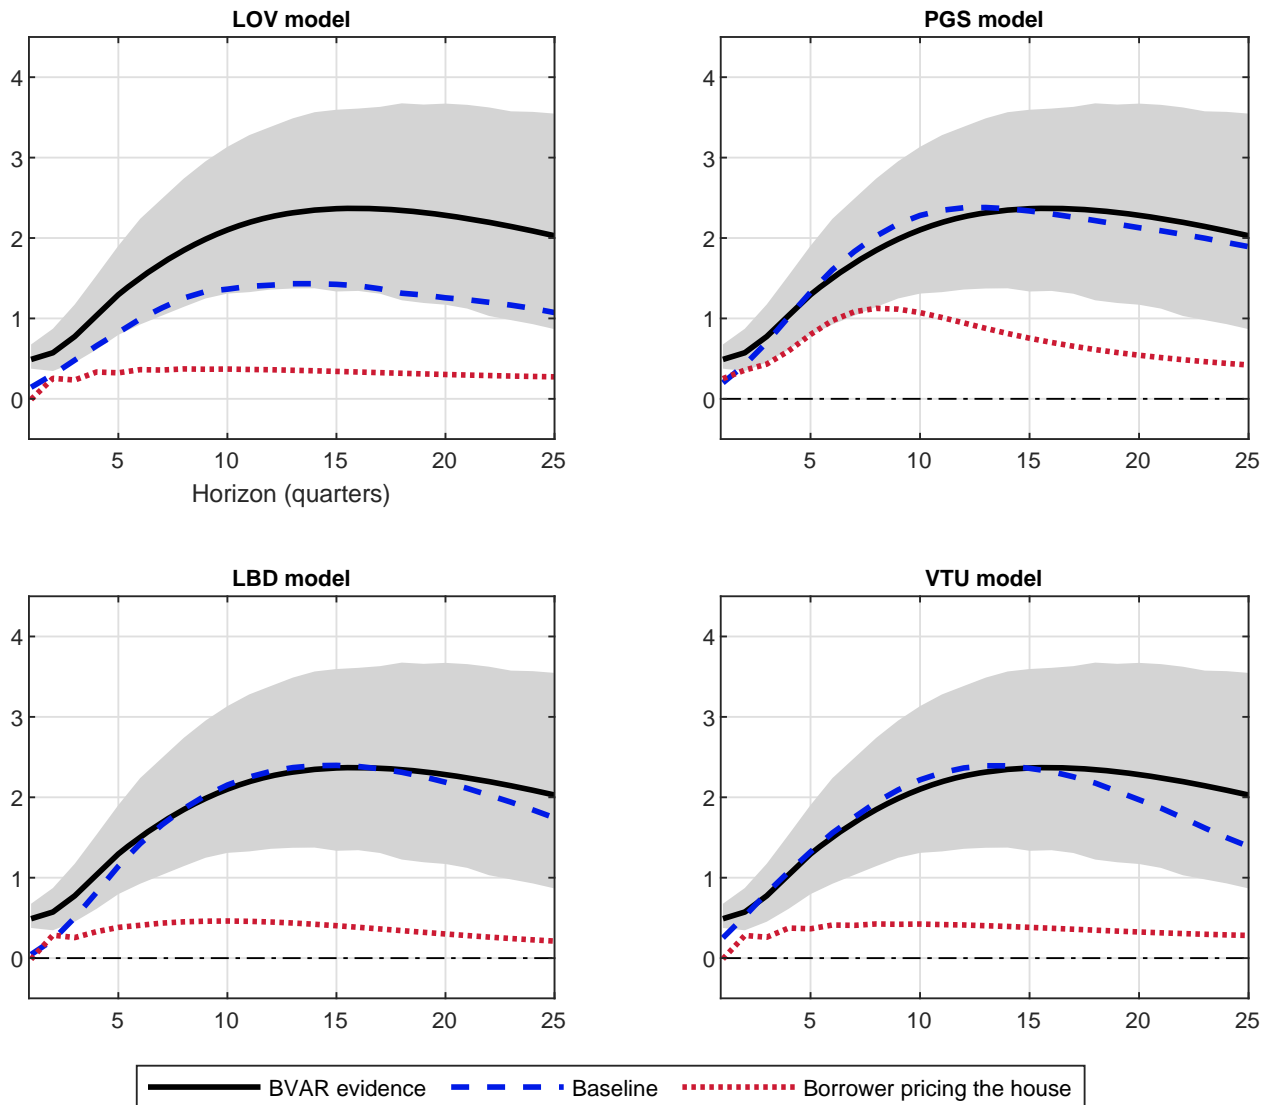 LOV model
4
3
2
1
0
5 10 15 20 25
Horizon (quarters)
PGS model
4
3
2
1
0
5 10 15 20 25
LBD model
4
3
2
1
0
5 10 15 20 25
VTU model
4
3
2
1
0
5 10 15 20 25
BVAR evidence Baseline Borrower pricing the house